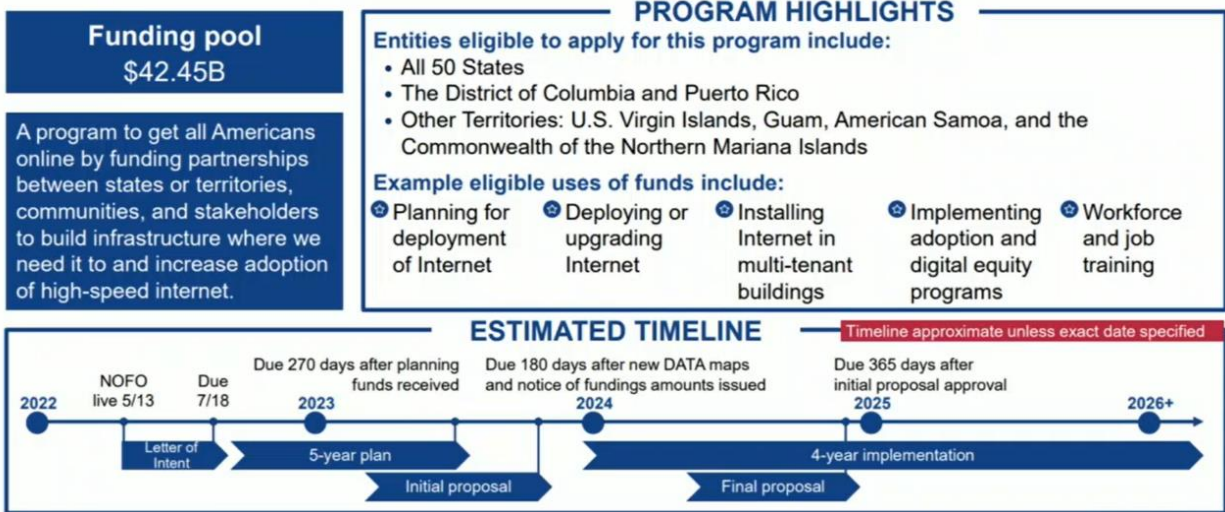 Funding pool
$42.45B
A program to get all Americans
online by funding partnerships
between states or territories,
communities, and stakeholders
to build infrastructure where we
need it to and increase adoption
of high-speed internet.
PROGRAM HIGHLIGHTS
Entities eligible to apply for this program include:
• All 50 States
• The District of Columbia and Puerto Rico
• Other Territories: U.S. Virgin Islands, Guam, American Samoa, and the
Commonwealth of the Northern Mariana Islands
Example eligible uses of funds include:
Planning for
deployment
of Internet
Deploying or
upgrading
Internet
Installing
Internet in
multi-tenant
buildings
Implementing
adoption and
digital equity
programs
Workforce
and job
training
ESTIMATED TIMELINE
Timeline approximate unless exact date specified
NOFO
live 5/13
Due
7/18
Due 270 days after planning
funds received
Due 180 days after new DATA maps
and notice of fundings amounts issued
Due 365 days after
initial proposal approval
2022
2023
2024
2025
2026+
Letter of
Intent
5-year plan
4-year implementation
Initial proposal
Final proposal